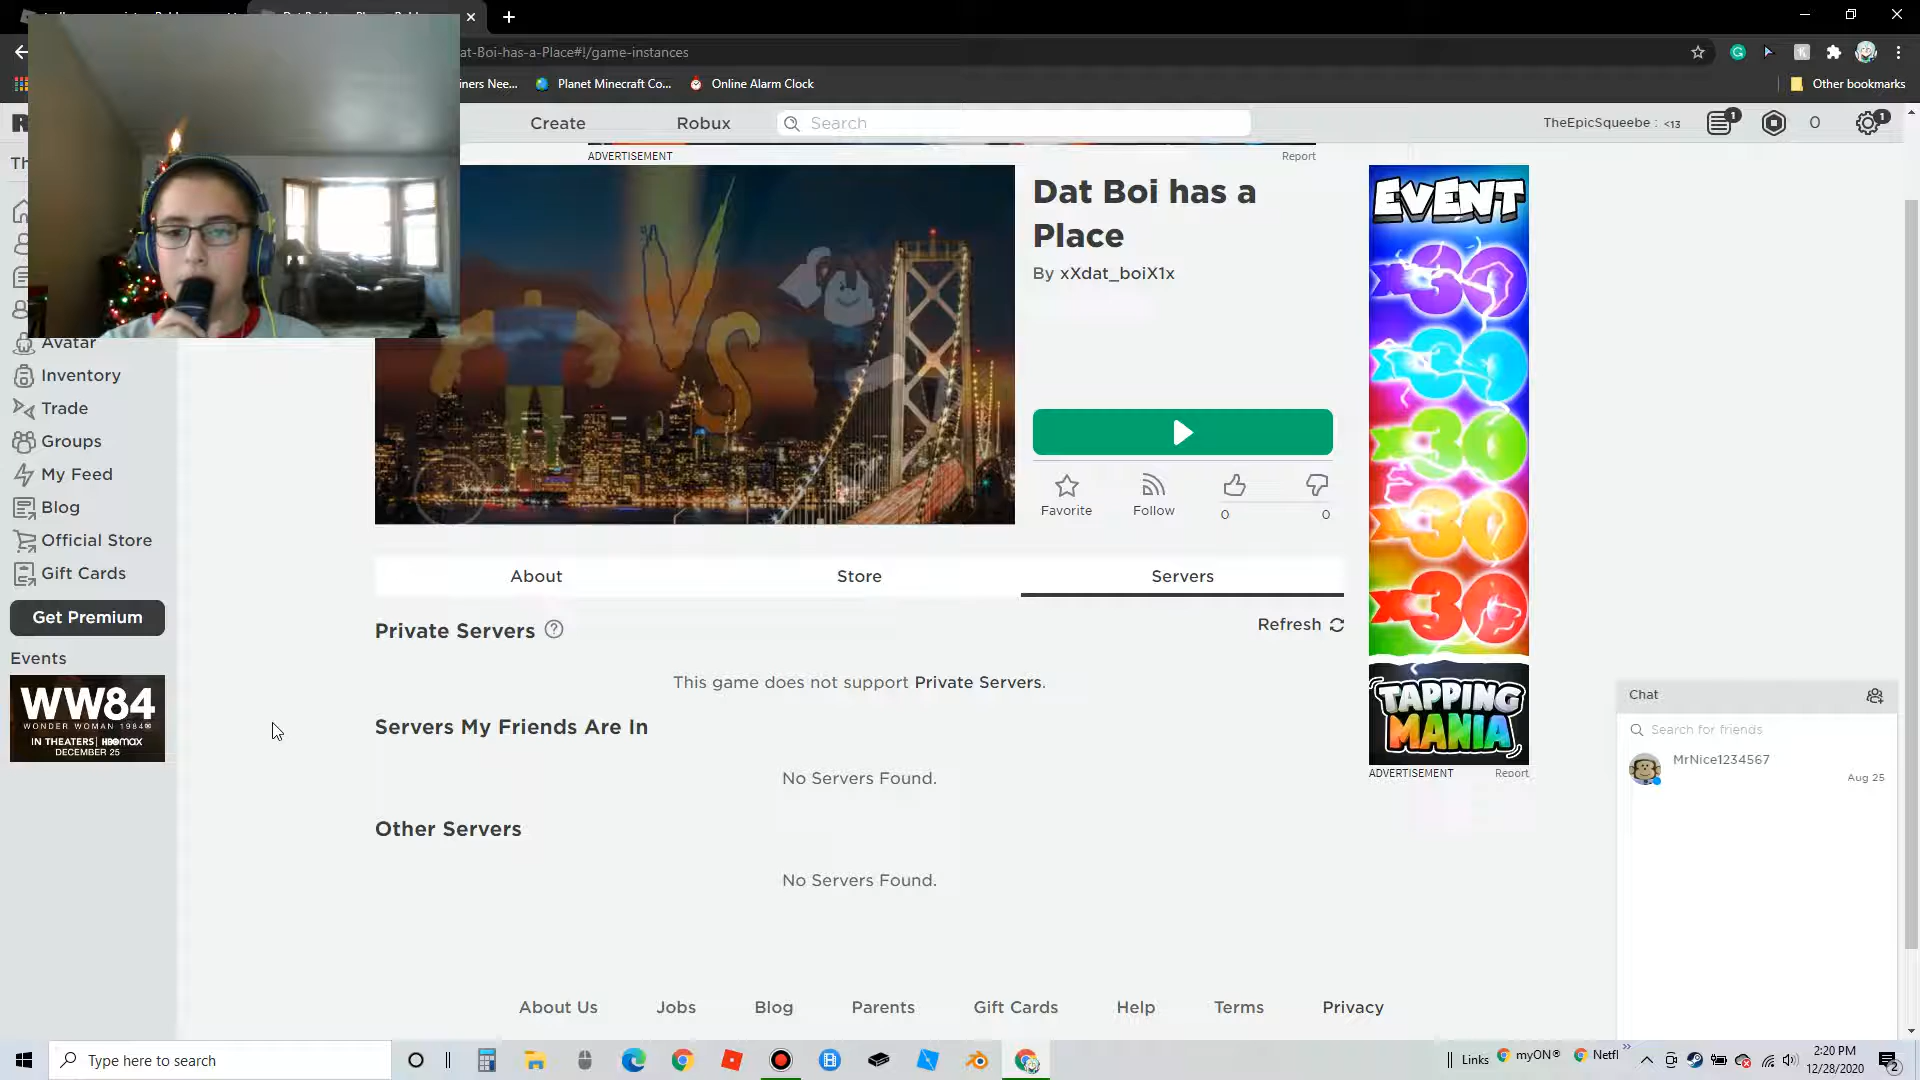 at-Boi-has-a-Place#!/game-instances
iners Nee...
Planet Minecraft Co...
Online Alarm Clock
Other bookmarks
Create
Robux
Search
TheEpicSqueebe : <13
1
0
1
ADVERTISEMENT
Report
VS
Dat Boi has a
Place
By xXdat_boiX1x
EVENT
x30
x30
x30
x30
x30
TAPPING
MANIA
ADVERTISEMENT
Report
Th
Avatar
Inventory
Trade
Groups
My Feed
Blog
Official Store
Gift Cards
Get Premium
Events
WW84
WONDER WOMAN 1984
IN THEATERS | HBOMAX
DECEMBER 25
Favorite
Follow
0
0
About
Store
Servers
Private Servers
Refresh
This game does not support Private Servers.
Servers My Friends Are In
No Servers Found.
Other Servers
No Servers Found.
Chat
Search for friends
MrNice1234567
Aug 25
About Us
Jobs
Blog
Parents
Gift Cards
Help
Terms
Privacy
Type here to search
Links
myON®
Netfl
2:20 PM
12/28/2020
2